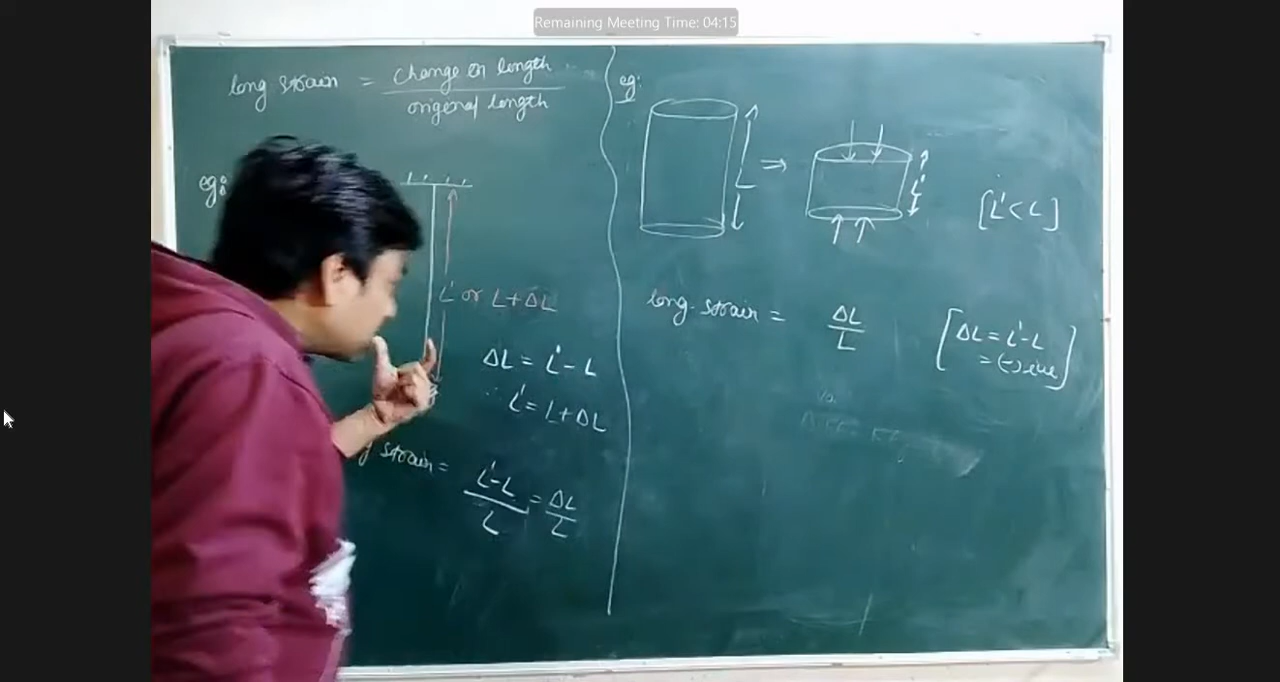 Remaining Meeting Time: 04:15
long strain = change in length
original length
eg:
L' or L+ΔL
ΔL = L' - L
∴ L' = L+ΔL
strain = L'-L / L = ΔL / L
eg:
L
⇒
L'
[L' < L]
long. strain = ΔL / L
[ΔL = L' - L
= (-)eive]